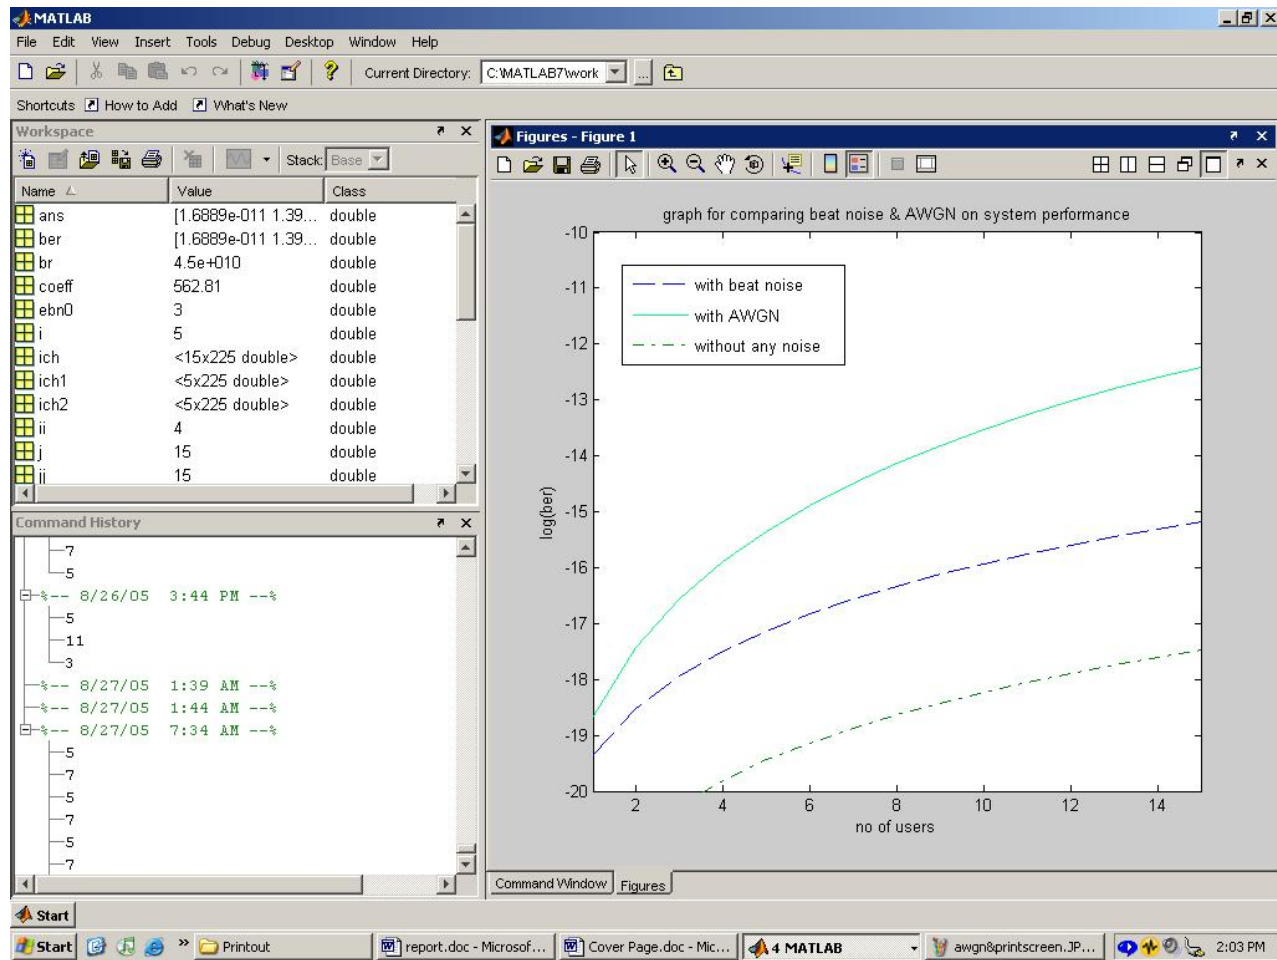 MATLAB
File Edit View Insert Tools Debug Desktop Window Help
Current Directory: C:\MATLAB7\work
Shortcuts How to Add What's New
Workspace
Stack: Base
Name Value Class
ans [1.6889e-011 1.39... double
ber [1.6889e-011 1.39... double
br 4.5e+010 double
coeff 562.81 double
ebn0 3 double
i 5 double
ich <15x225 double> double
ich1 <5x225 double> double
ich2 <5x225 double> double
ii 4 double
j 15 double
jj 15 double
Command History
7
5
%-- 8/26/05 3:44 PM --%
5
11
3
%-- 8/27/05 1:39 AM --%
%-- 8/27/05 1:44 AM --%
%-- 8/27/05 7:34 AM --%
5
7
5
7
5
7
Figures - Figure 1
graph for comparing beat noise & AWGN on system performance
-10
-11
-12
-13
-14
-15
-16
-17
-18
-19
-20
log(ber)
with beat noise
with AWGN
without any noise
2 4 6 8 10 12 14
no of users
Command Window Figures
Start
Start » Printout report.doc - Microsof... Cover Page.doc - Mic... 4 MATLAB awgn&printscreen.JP... 2:03 PM